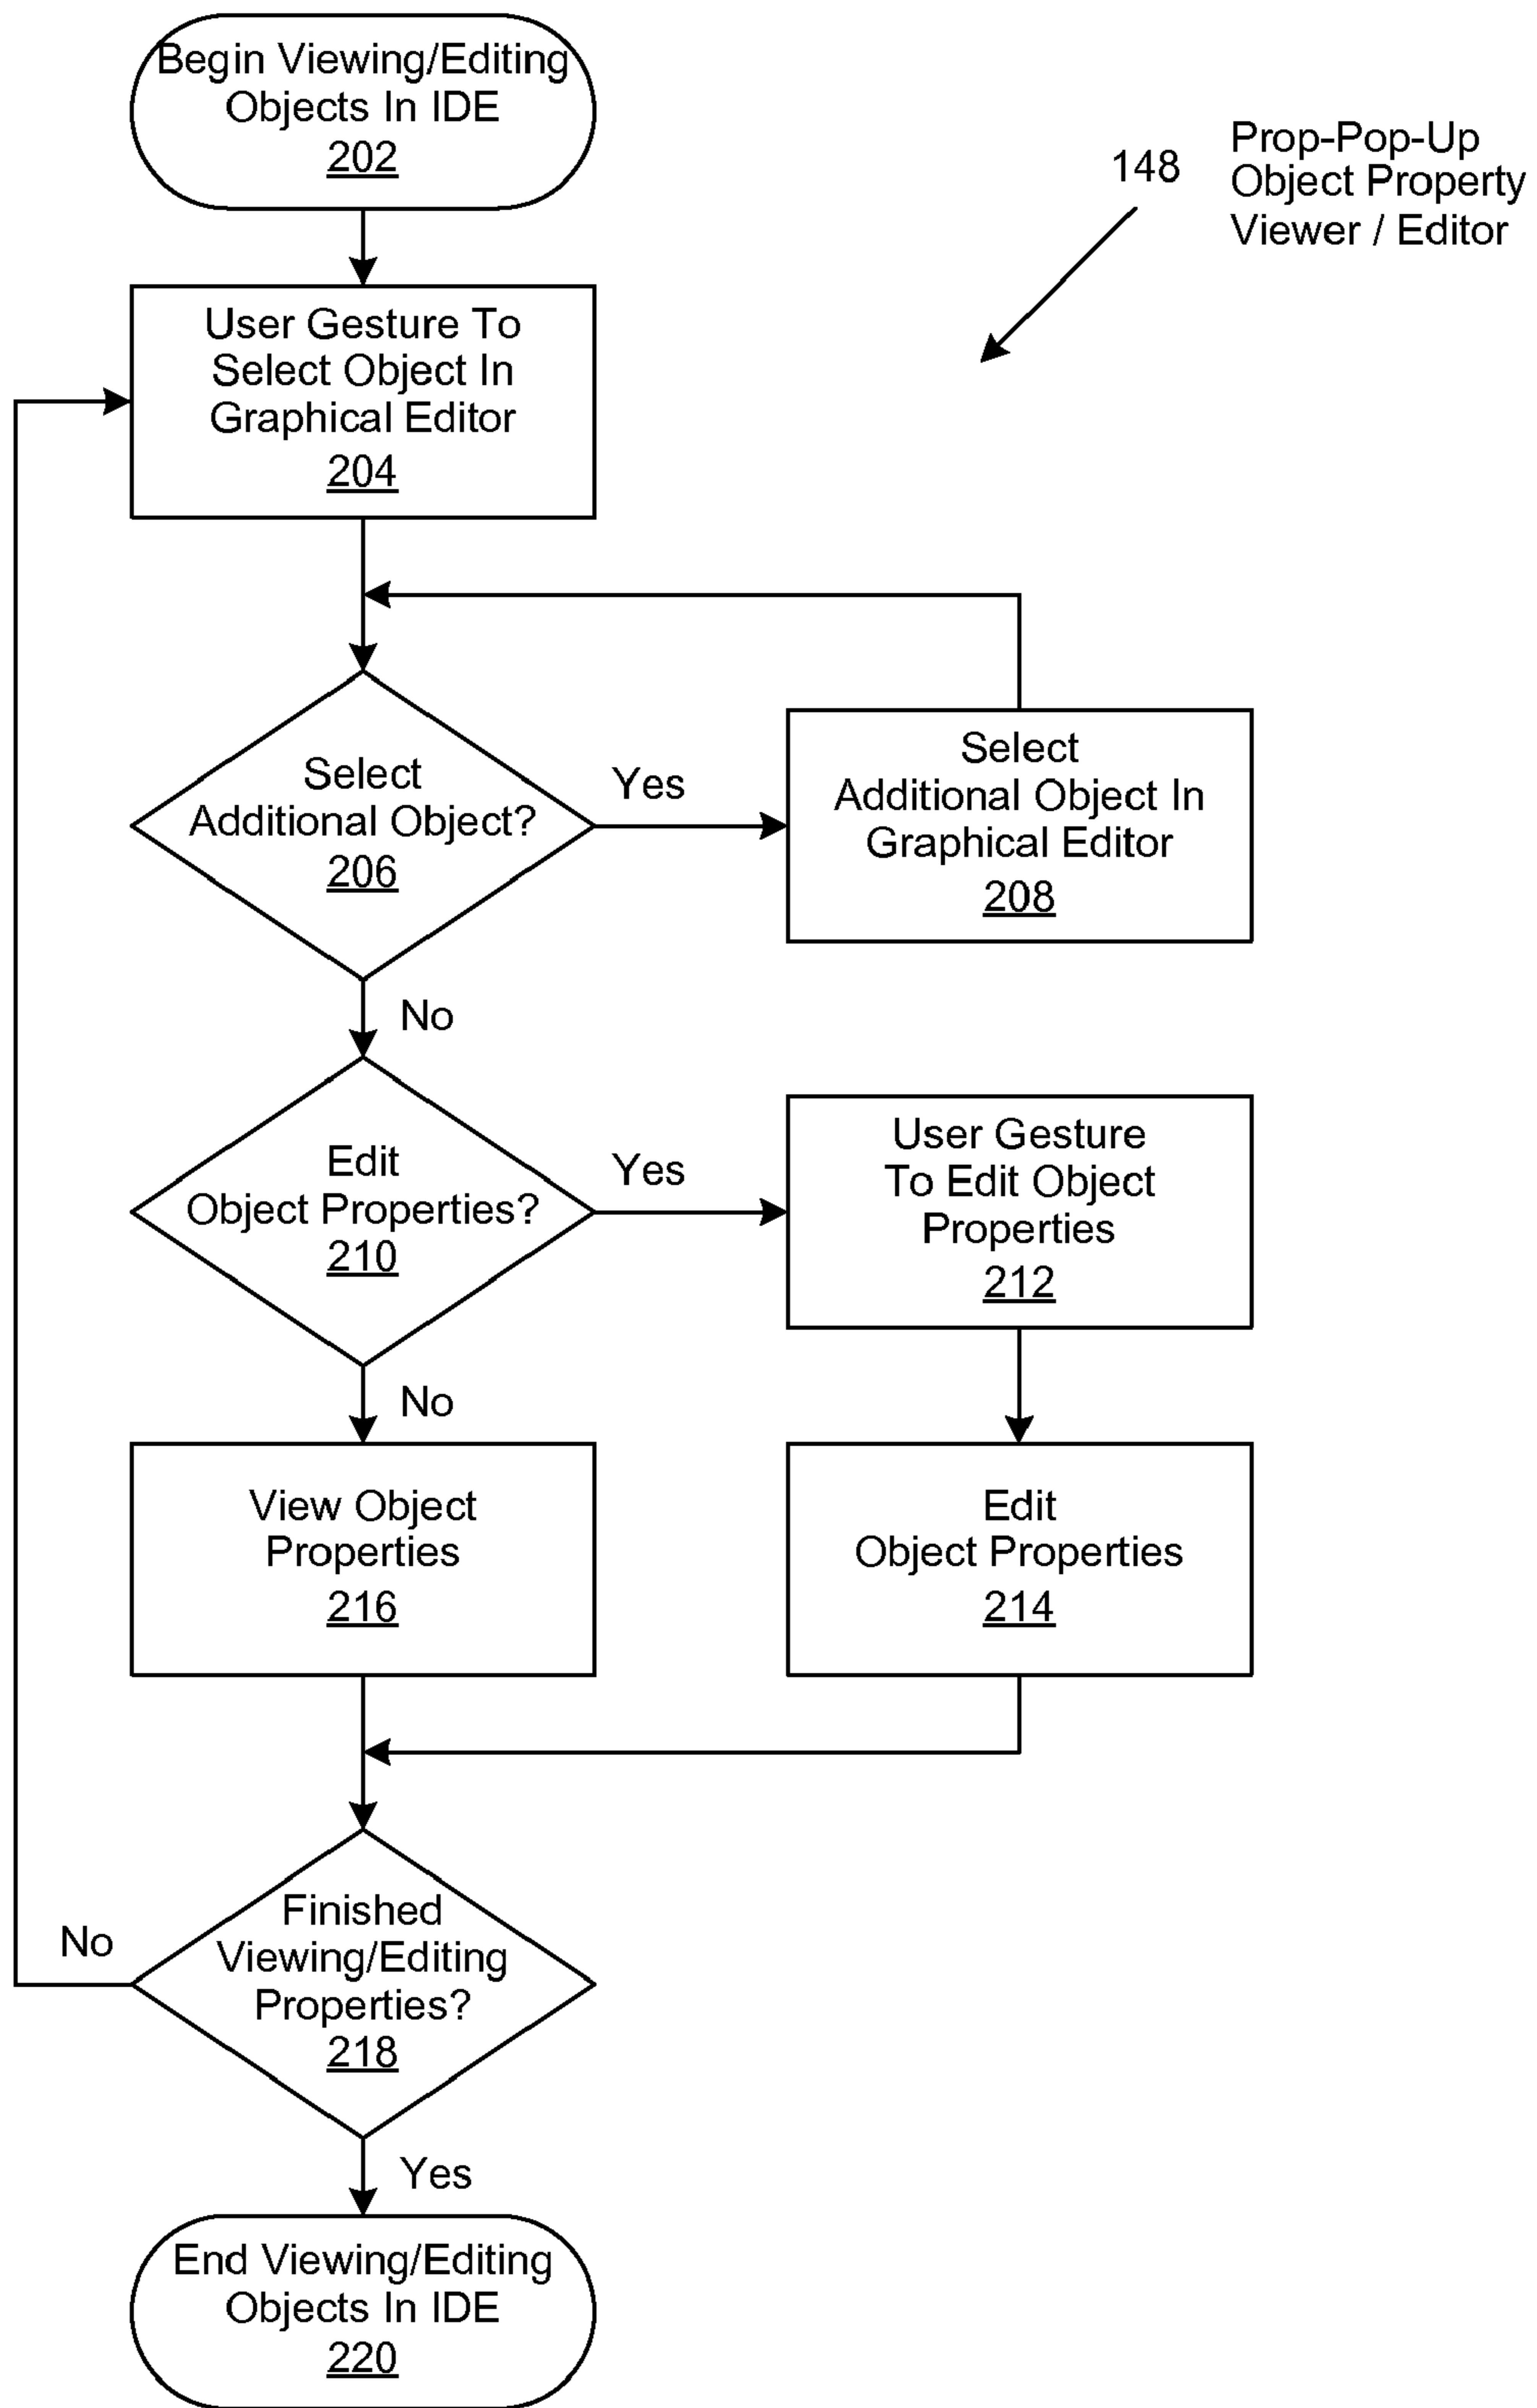 Begin Viewing/Editing
Objects In IDE
202
148
Prop-Pop-Up
Object Property
Viewer / Editor
User Gesture To
Select Object In
Graphical Editor
204
Select
Additional Object?
206
Yes
Select
Additional Object In
Graphical Editor
208
No
Edit
Object Properties?
210
Yes
User Gesture
To Edit Object
Properties
212
No
View Object
Properties
216
Edit
Object Properties
214
Finished
Viewing/Editing
Properties?
218
No
Yes
End Viewing/Editing
Objects In IDE
220